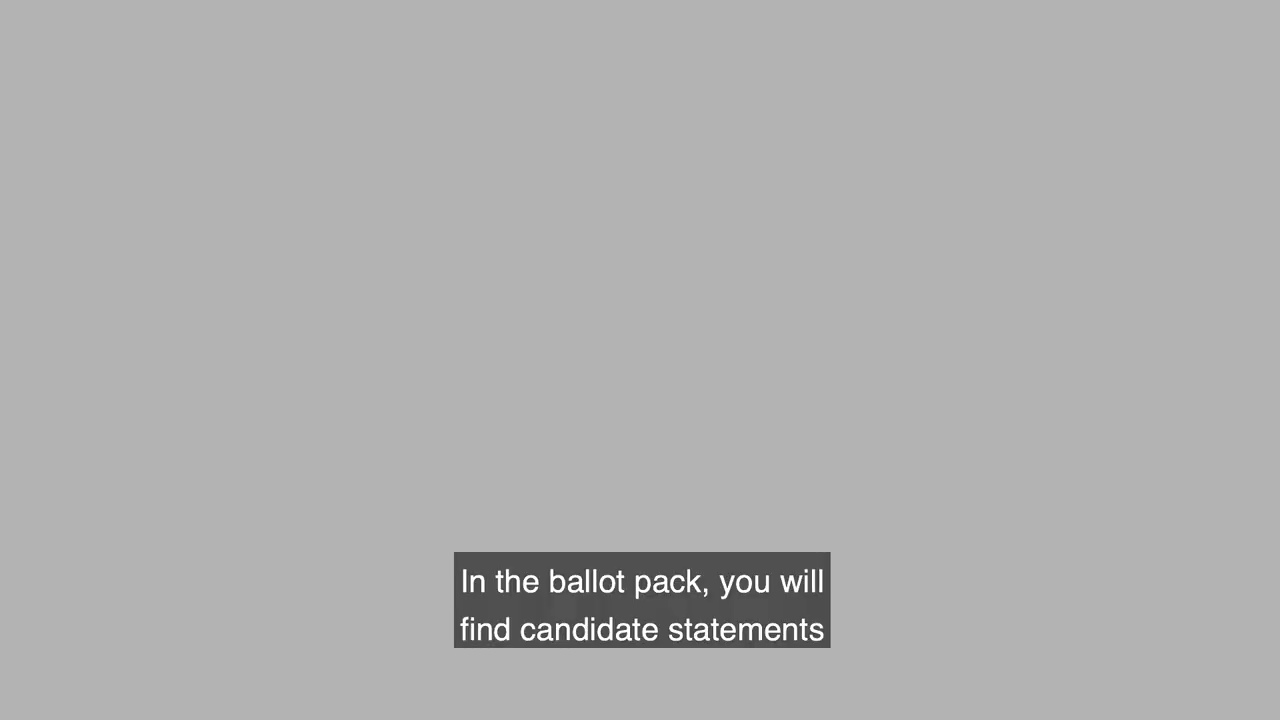 In the ballot pack, you will
find candidate statements